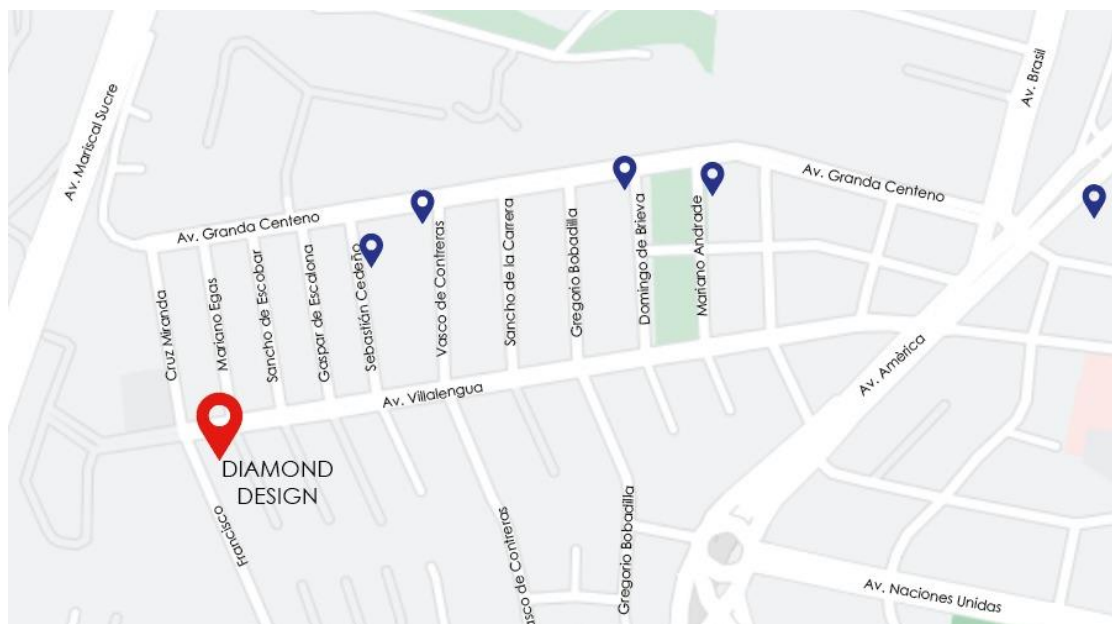 Av. Mariscal Sucre
Av. Brasil
Av. Granda Centeno
Av. Granda Centeno
Cruz Miranda
Mariano Egas
Sancho de Escobar
Gaspar de Escalona
Sebastián Cedeño
Vasco de Contreras
Sancho de la Carrera
Gregorio Bobadilla
Domingo de Brieva
Mariano Andrade
Av. Villalengua
Av. Amèrica
DIAMOND
DESIGN
Francisco
asco de Contreras
Gregorio Bobadilla
Av. Naciones Unidas